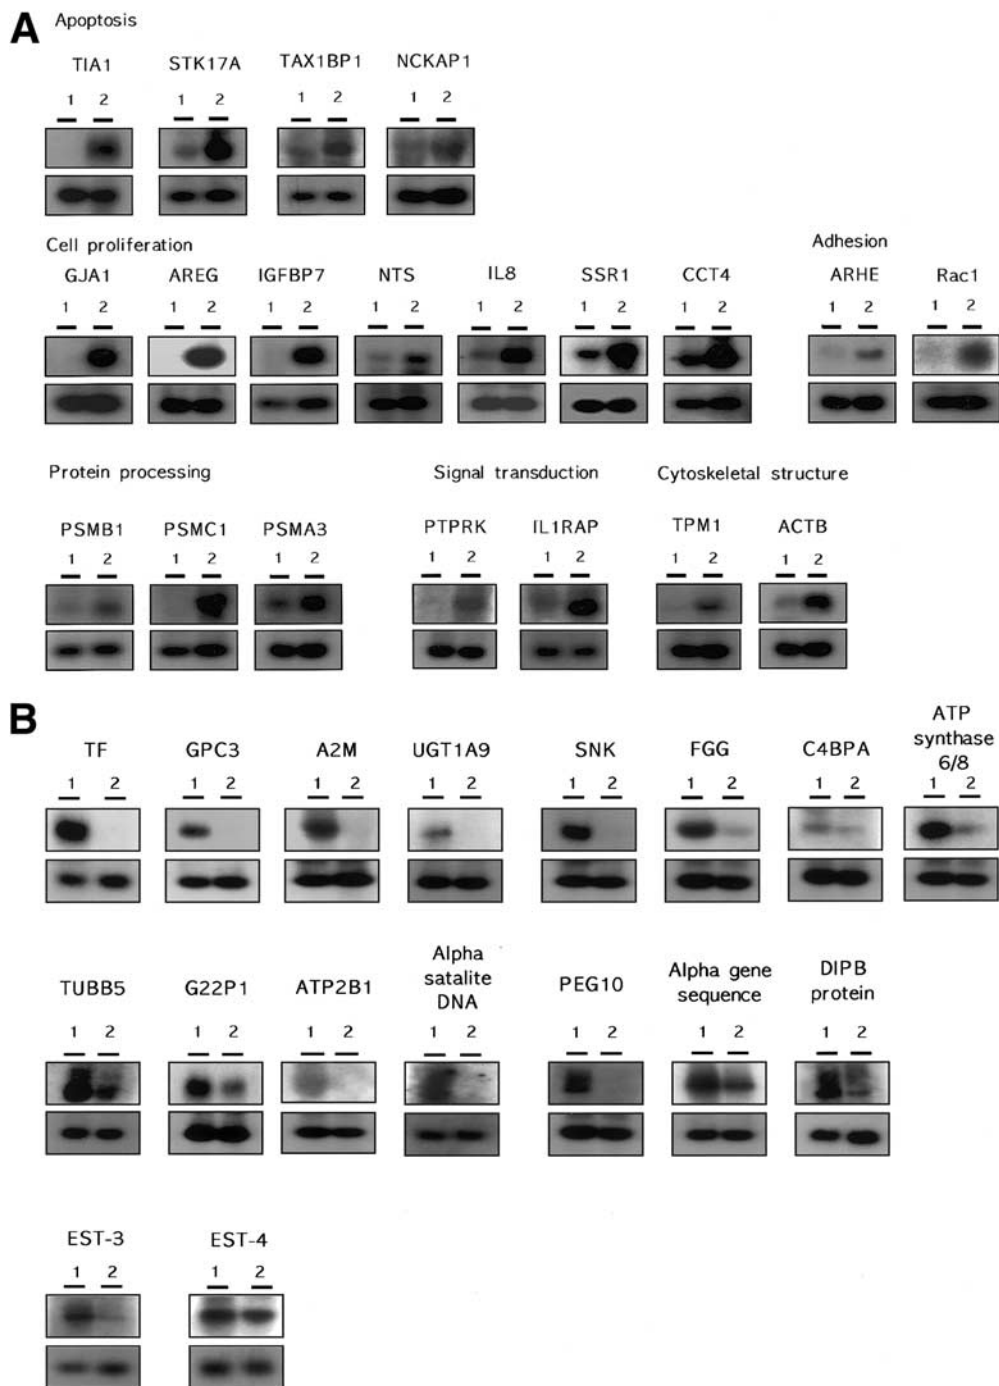 A Apoptosis
TIA1 STK17A TAX1BP1 NCKAP1
1 2 1 2 1 2 1 2
Cell proliferation Adhesion
GJA1 AREG IGFBP7 NTS IL8 SSR1 CCT4 ARHE Rac1
1 2 1 2 1 2 1 2 1 2 1 2 1 2 1 2 1 2
Protein processing Signal transduction Cytoskeletal structure
PSMB1 PSMC1 PSMA3 PTPRK IL1RAP TPM1 ACTB
1 2 1 2 1 2 1 2 1 2 1 2 1 2
B
TF GPC3 A2M UGT1A9 SNK FGG C4BPA ATP
synthase
6/8
1 2 1 2 1 2 1 2 1 2 1 2 1 2 1 2
TUBB5 G22P1 ATP2B1 Alpha
satalite
DNA
PEG10 Alpha gene
sequence
DIPB
protein
1 2 1 2 1 2 1 2 1 2 1 2 1 2
EST-3 EST-4
1 2 1 2